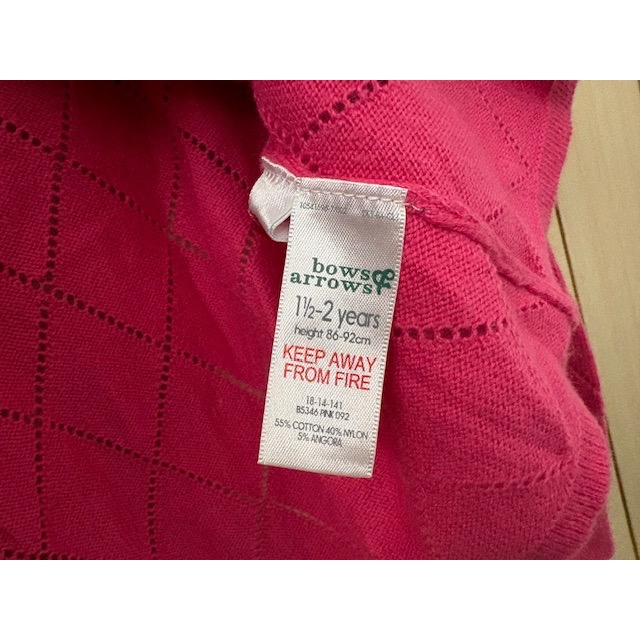 bows &
arrows
1½-2 years
height 86-92cm
KEEP AWAY
FROM FIRE
18-14-141
B5346 PINK 092
55% COTTON 40% NYLON
5% ANGORA